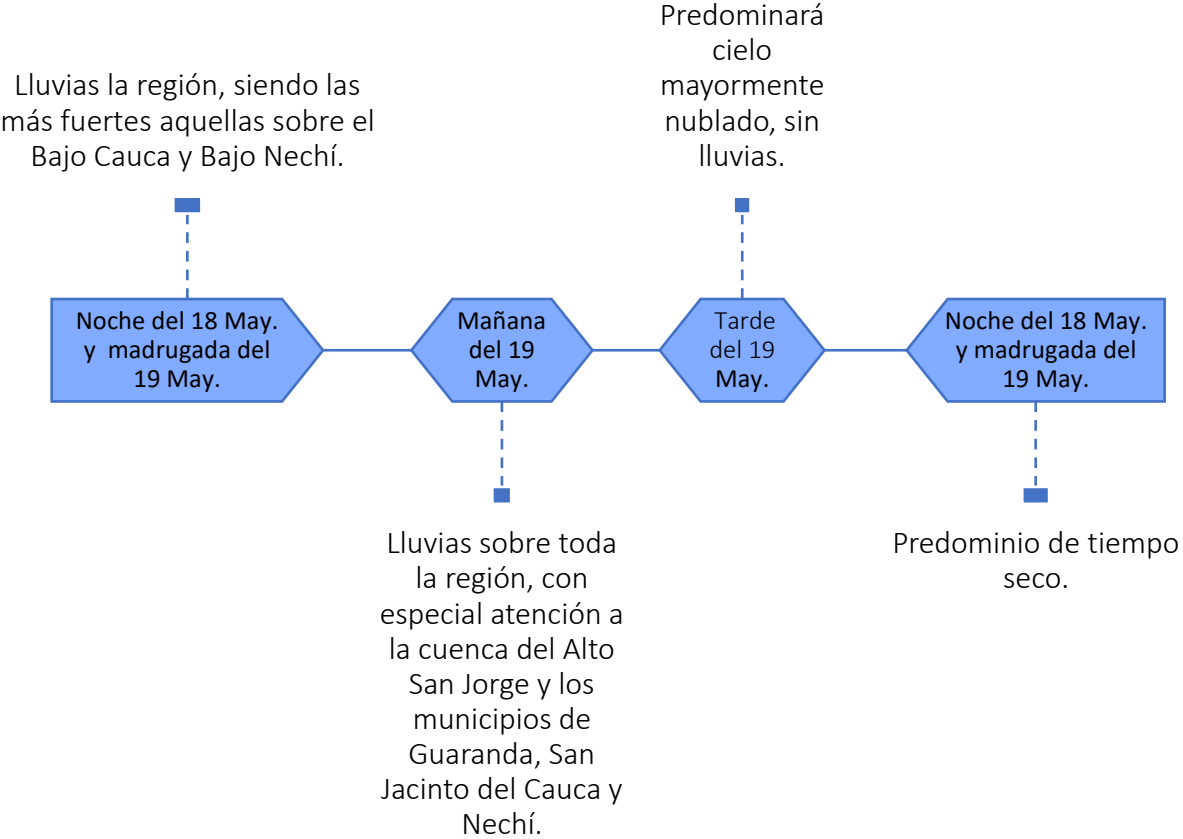 Lluvias la región, siendo las
más fuertes aquellas sobre el
Bajo Cauca y Bajo Nechí.
Noche del 18 May.
y madrugada del
19 May.
Mañana
del 19
May.
Lluvias sobre toda
la región, con
especial atención a
la cuenca del Alto
San Jorge y los
municipios de
Guaranda, San
Jacinto del Cauca y
Nechí.
Predominará
cielo
mayormente
nublado, sin
lluvias.
Tarde
del 19
May.
Noche del 18 May.
y madrugada del
19 May.
Predominio de tiempo
seco.